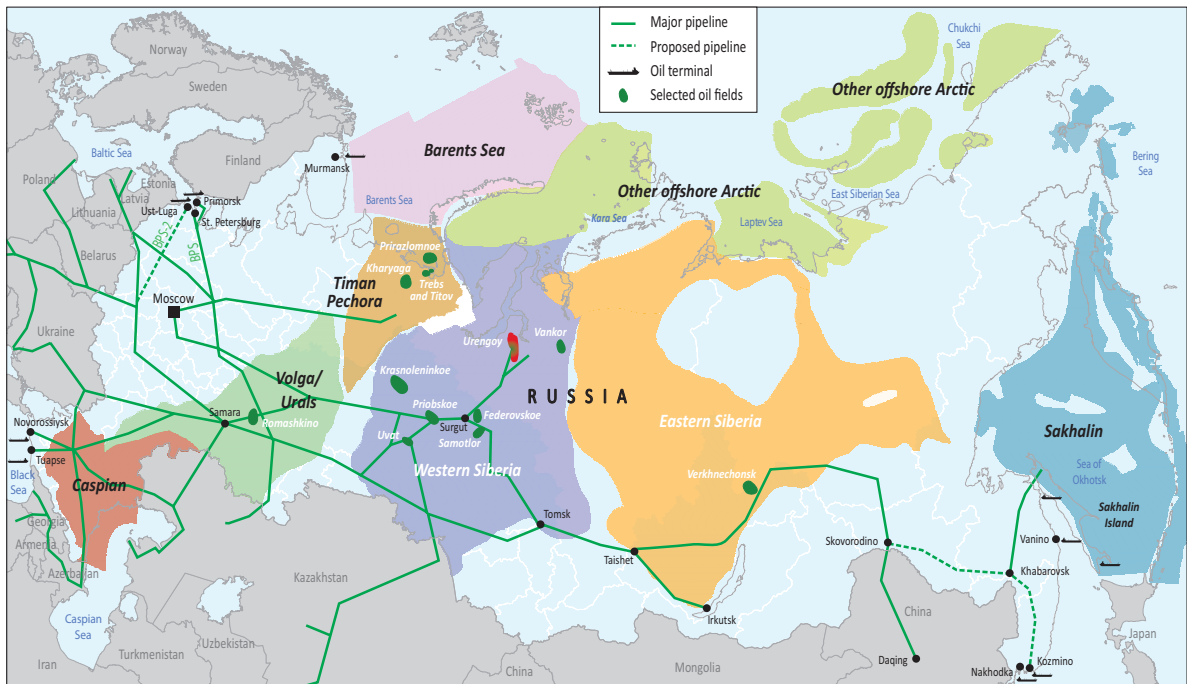 Major pipeline
Proposed pipeline
Oil terminal
Selected oil fields
Chukchi
Sea
Norway
Sweden
Finland
Baltic Sea
Poland
Estonia
Latvia
Lithuania
Belarus
Ukraine
Primorsk
Ust-Luga
St. Petersburg
BPS-2
BPS
Murmansk
Barents Sea
Barents Sea
Other offshore Arctic
Other offshore Arctic
Kara Sea
Laptev Sea
East Siberian Sea
Bering
Sea
Moscow
Timan
Pechora
Prirazlomnoe
Kharyaga
Trebs
and Titov
Urengoy
Vankor
RUSSIA
Krasnoleninkoe
Priobskoe
Federovskoe
Surgut
Samotlor
Uvat
Western Siberia
Volga/
Urals
Samara
Romashkino
Eastern Siberia
Verkhnechonsk
Novorossiysk
Tuapse
Black
Sea
Caspian
Georgia
Armenia
Azerbaijan
Caspian
Sea
Iran
Turkmenistan
Uzbekistan
Kazakhstan
China
Mongolia
Tomsk
Taishet
Irkutsk
Skovorodino
Daqing
China
Khabarovsk
Vanino
Nakhodka
Kozmino
Sakhalin
Sea of
Okhotsk
Sakhalin
Island
Japan